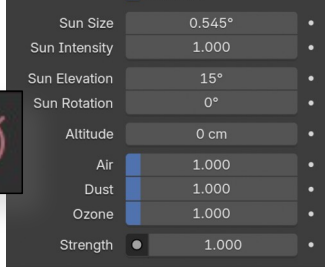 Sun Size 0.545°
Sun Intensity 1.000
Sun Elevation 15°
Sun Rotation 0°
Altitude 0 cm
Air 1.000
Dust 1.000
Ozone 1.000
Strength 1.000